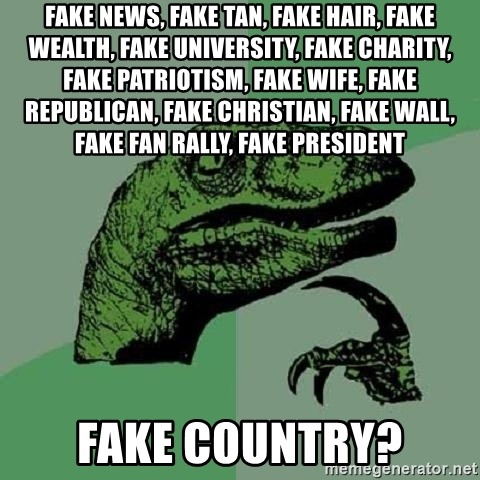 FAKE NEWS, FAKE TAN, FAKE HAIR, FAKE
WEALTH, FAKE UNIVERSITY, FAKE CHARITY,
FAKE PATRIOTISM, FAKE WIFE, FAKE
REPUBLICAN, FAKE CHRISTIAN, FAKE WALL,
FAKE FAN RALLY, FAKE PRESIDENT
FAKE COUNTRY?
memegenerator.net